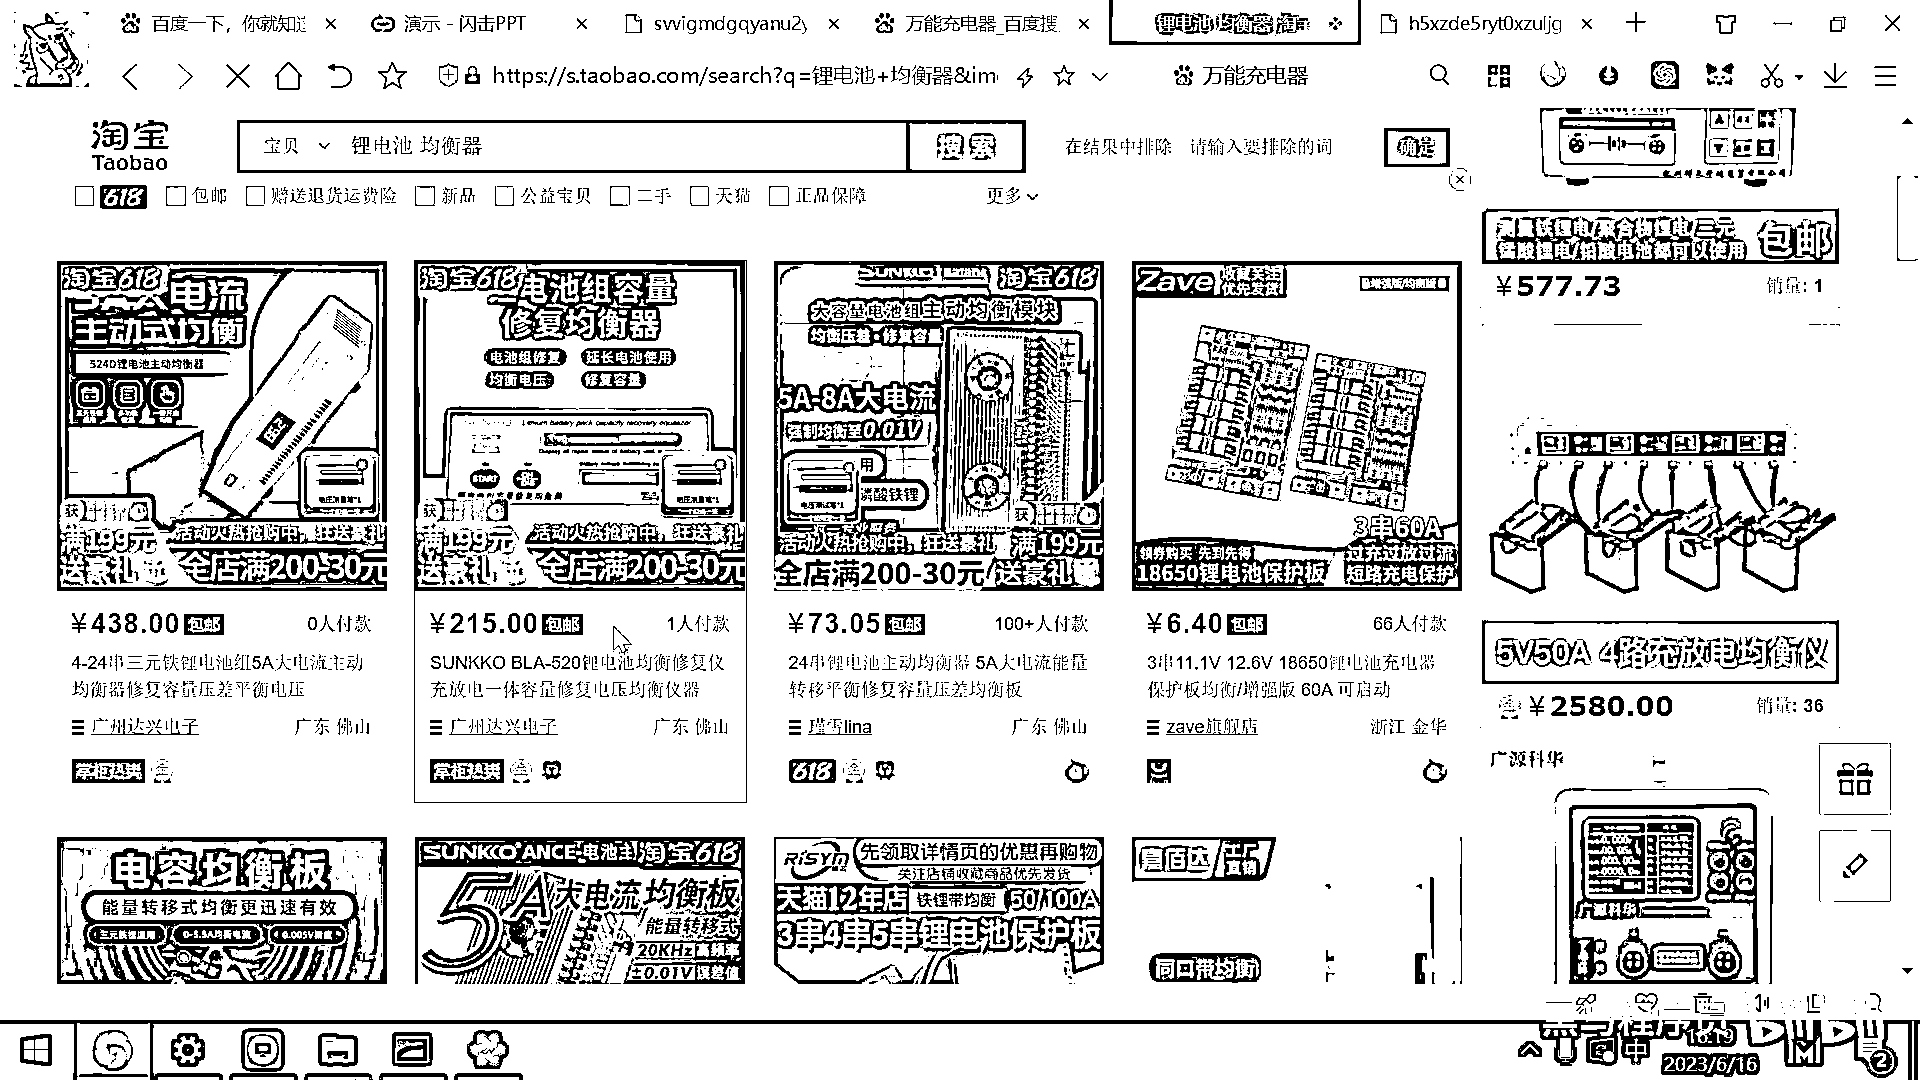 百度一下，你就知道
演示 - 闪击PPT
svvigmdgqyanu2y
万能充电器_百度搜
锂电池 均衡器_淘宝
h5xzde5ryt0xzuljg
https://s.taobao.com/search?q=锂电池+均衡器&im
万能充电器
淘宝
Taobao
宝贝
锂电池 均衡器
搜索
在结果中排除
请输入要排除的词
确定
618
包邮
赠送退货运费险
新品
公益宝贝
二手
天猫
正品保障
更多
淘宝618
电流
主动式均衡
524D锂电池主动均衡器
满199元
活动火热抢购中，狂送豪礼
全店满200-30元
¥438.00 包邮
0人付款
4-24串三元铁锂电池组5A大电流主动
均衡器修复容量压差平衡电压
广州达兴电子
广东 佛山
掌柜热卖
淘宝618
电池组容量
修复均衡器
电池组修复
延长电池使用
均衡电压
修复容量
Lithium battery pack capacity recovery equalizer
START
满199元
活动火热抢购中，狂送豪礼
全店满200-30元
¥215.00 包邮
1人付款
SUNKKO BLA-520锂电池均衡修复仪
充放电一体容量修复电压均衡仪器
广州达兴电子
广东 佛山
掌柜热卖
SUNKKO
淘宝618
大容量电池组主动均衡模块
均衡压差·修复容量
5A-8A大电流
强制均衡至0.01V
磷酸铁锂
活动火热抢购中，狂送豪礼
满199元
全店满200-30元
送豪礼
¥73.05 包邮
100+人付款
24串锂电池主动均衡器 5A大电流能量
转移平衡修复容量压差均衡板
瑾雪lina
广东 佛山
618
Zave
收藏关注
优先发货
增强版/均衡版
3串60A
领券购买 先到先得
过充过放过流
18650锂电池保护板
短路充电保护
¥6.40 包邮
66人付款
3串11.1V 12.6V 18650锂电池充电器
保护板均衡/增强版 60A 可启动
zave旗舰店
浙江 金华
测量铁锂电/聚合物锂电/三元
锰酸锂电/铅酸电池都可以使用
包邮
¥577.73
销量: 1
5V50A 4路充放电均衡仪
¥2580.00
销量: 36
广源科华
广源科华
电容均衡板
能量转移式均衡更迅速有效
SUNKKO
淘宝618
5A大电流均衡板
能量转移式
20KHz
±0.01V 误差值
RISYM
先领取详情页的优惠再购物
关注店铺收藏商品优先发货
天猫12年店
铁锂带均衡
50/100A
3串4串5串锂电池保护板
工厂
直销
同口带均衡
中
16:19
2023/6/16
2